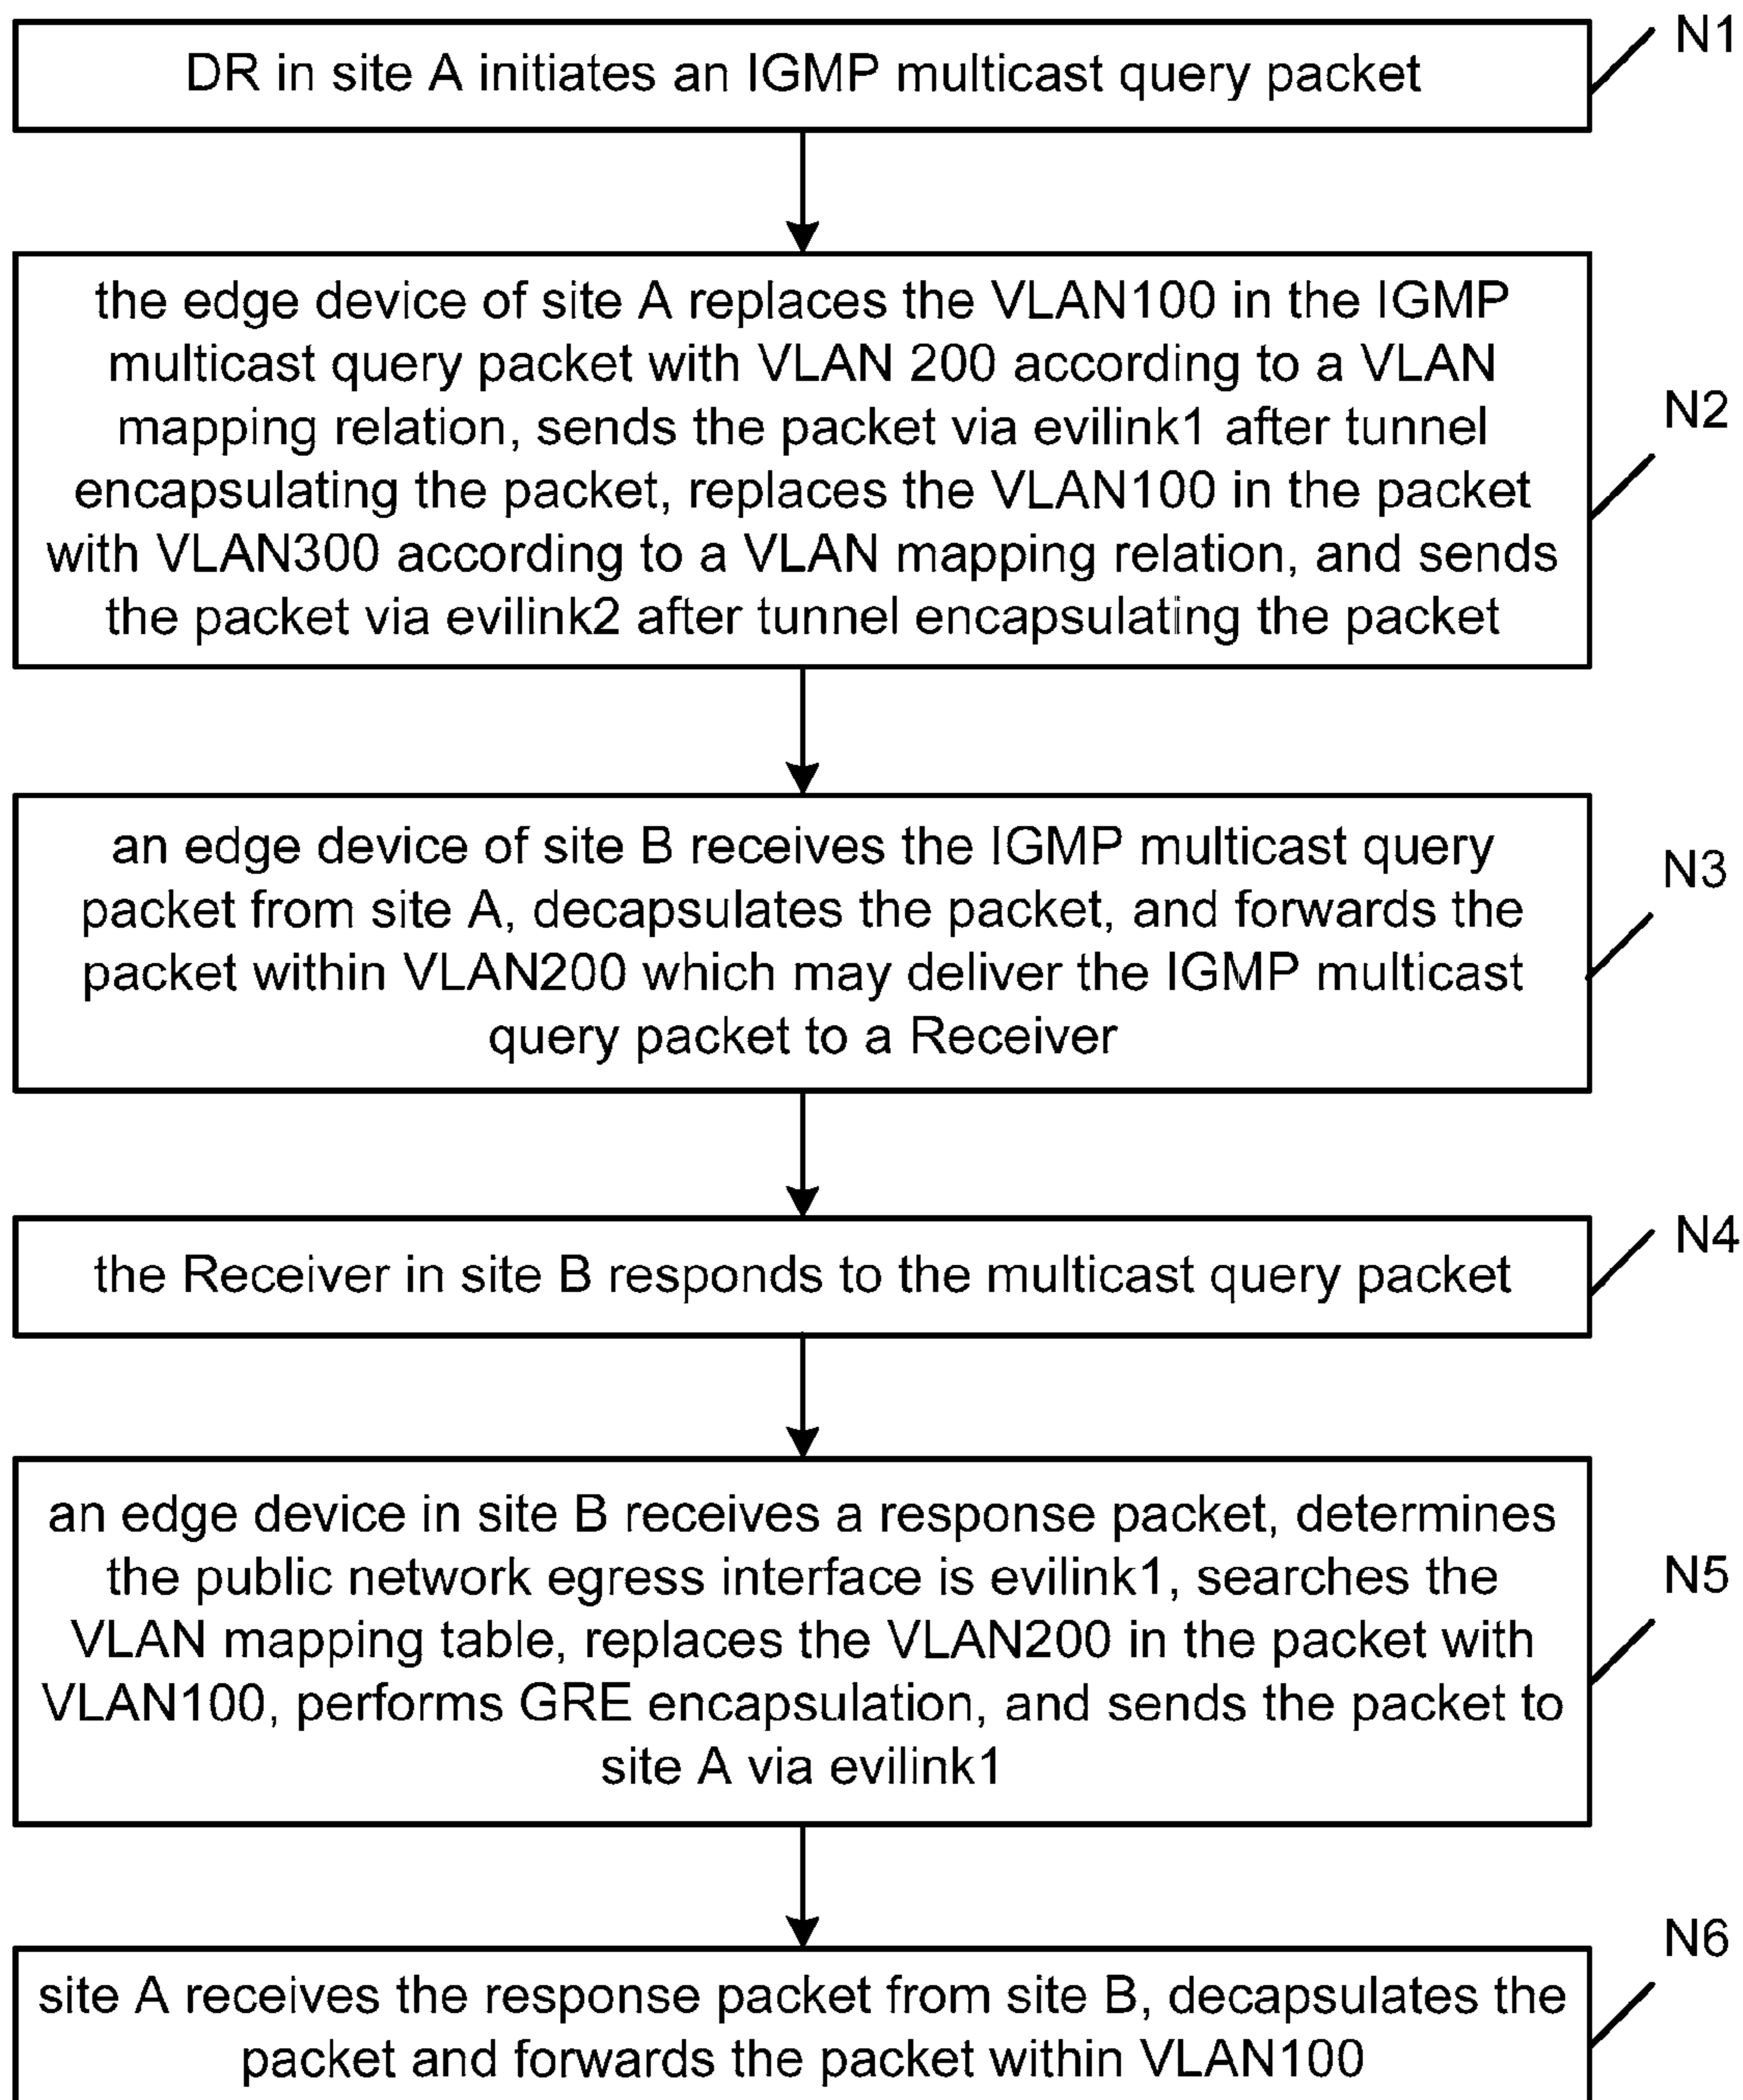 N1
DR in site A initiates an IGMP multicast query packet
the edge device of site A replaces the VLAN100 in the IGMP
multicast query packet with VLAN 200 according to a VLAN
mapping relation, sends the packet via evilink1 after tunnel
encapsulating the packet, replaces the VLAN100 in the packet
with VLAN300 according to a VLAN mapping relation, and sends
the packet via evilink2 after tunnel encapsulating the packet
N2
an edge device of site B receives the IGMP multicast query
packet from site A, decapsulates the packet, and forwards the
packet within VLAN200 which may deliver the IGMP multicast
query packet to a Receiver
N3
the Receiver in site B responds to the multicast query packet
N4
an edge device in site B receives a response packet, determines
the public network egress interface is evilink1, searches the
VLAN mapping table, replaces the VLAN200 in the packet with
VLAN100, performs GRE encapsulation, and sends the packet to
site A via evilink1
N5
site A receives the response packet from site B, decapsulates the
packet and forwards the packet within VLAN100
N6